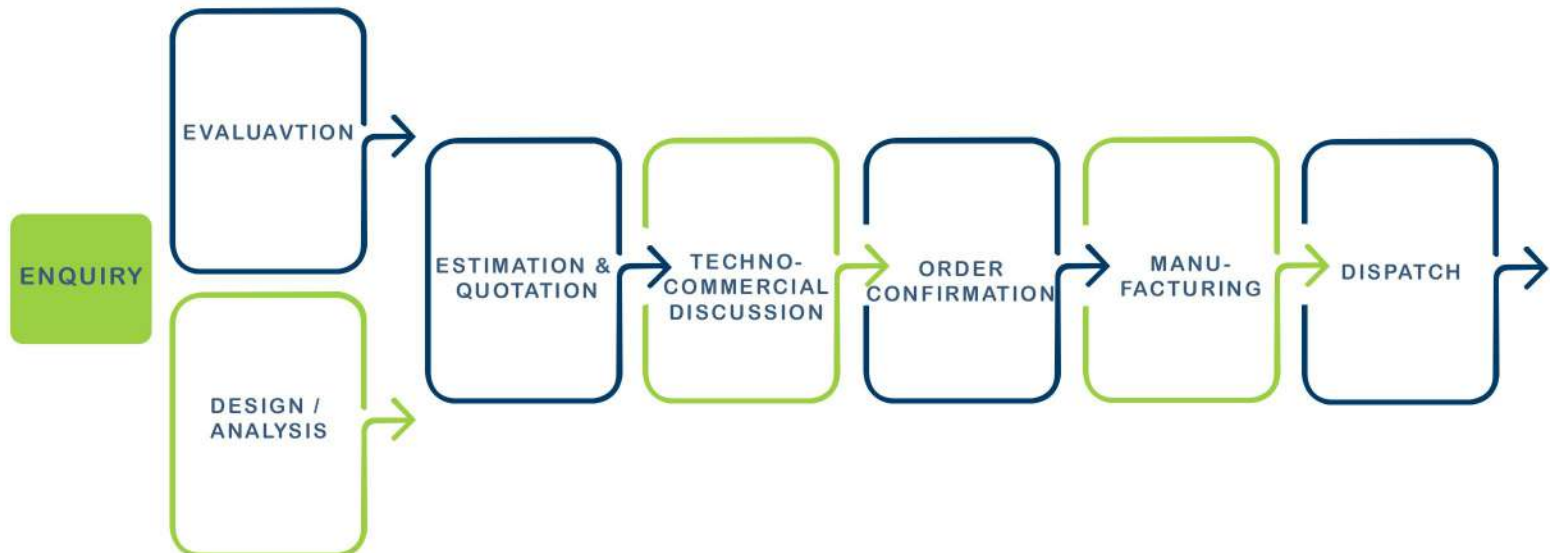 ENQUIRY
EVALUAVTION
DESIGN /
ANALYSIS
ESTIMATION &
QUOTATION
TECHNO-
COMMERCIAL
DISCUSSION
ORDER
CONFIRMATION
MANU-
FACTURING
DISPATCH